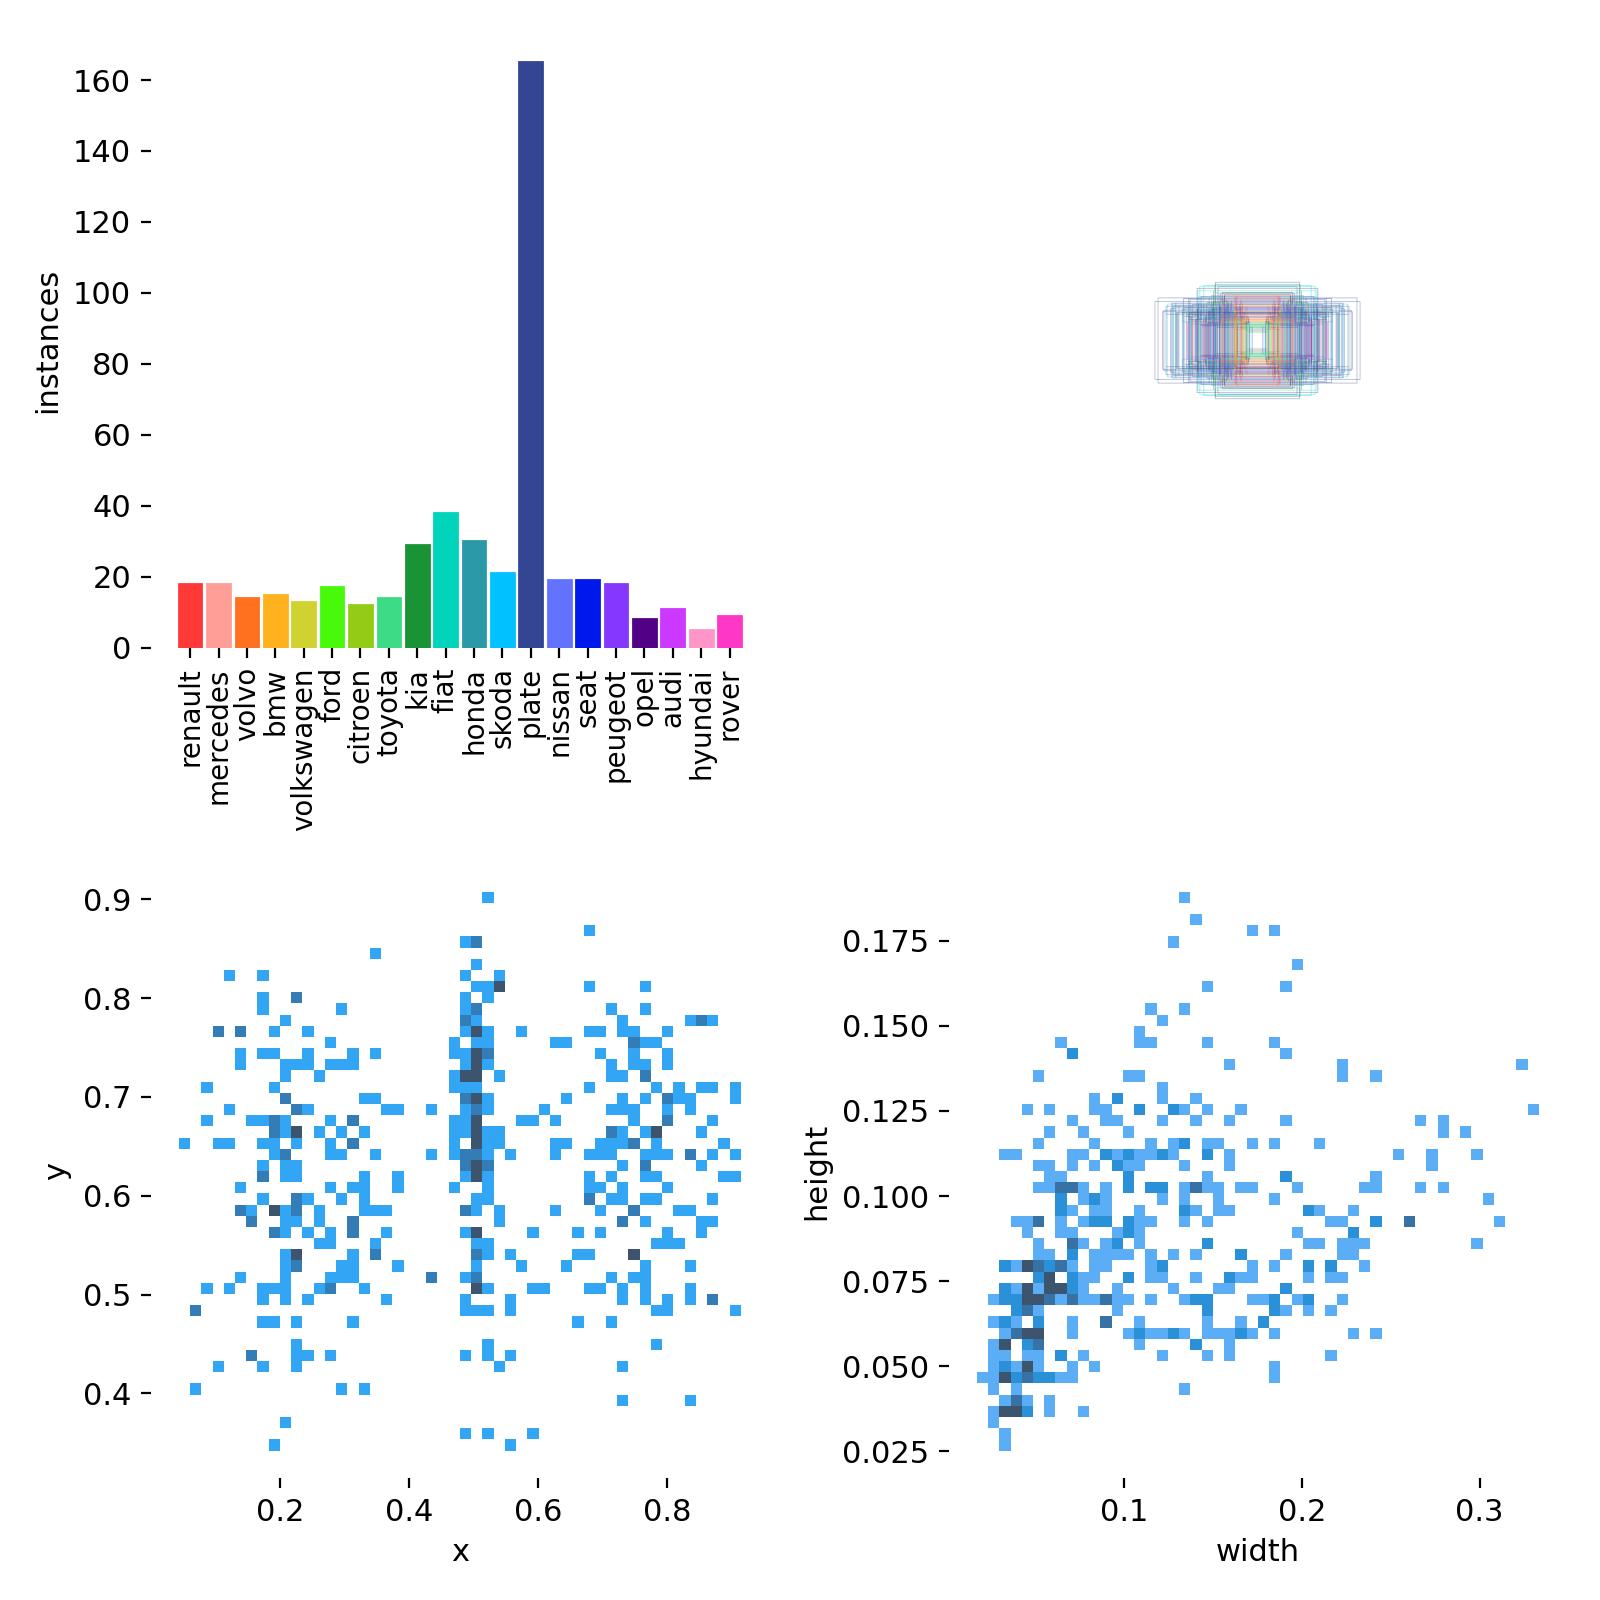 160
140
120
100
80
60
40
20
0
instances
renault
mercedes
volvo
bmw
volkswagen
ford
citroen
toyota
kia
fiat
honda
skoda
plate
nissan
seat
peugeot
opel
audi
hyundai
rover
0.9
0.8
0.7
0.6
0.5
0.4
y
0.2 0.4 0.6 0.8
x
0.175
0.150
0.125
0.100
0.075
0.050
0.025
height
0.1 0.2 0.3
width